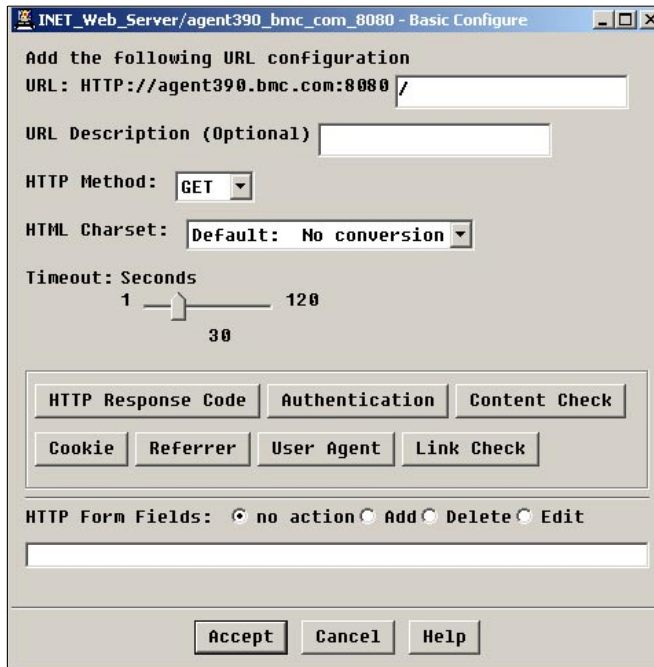 INET_Web_Server/agent390_bmc_com_8080 - Basic Configure
Add the following URL configuration
URL: HTTP://agent390.bmc.com:8080 /
URL Description (Optional)
HTTP Method: GET
HTML Charset: Default: No conversion
Timeout: Seconds
1 120
30
HTTP Response Code Authentication Content Check
Cookie Referrer User Agent Link Check
HTTP Form Fields: no action Add Delete Edit
Accept Cancel Help